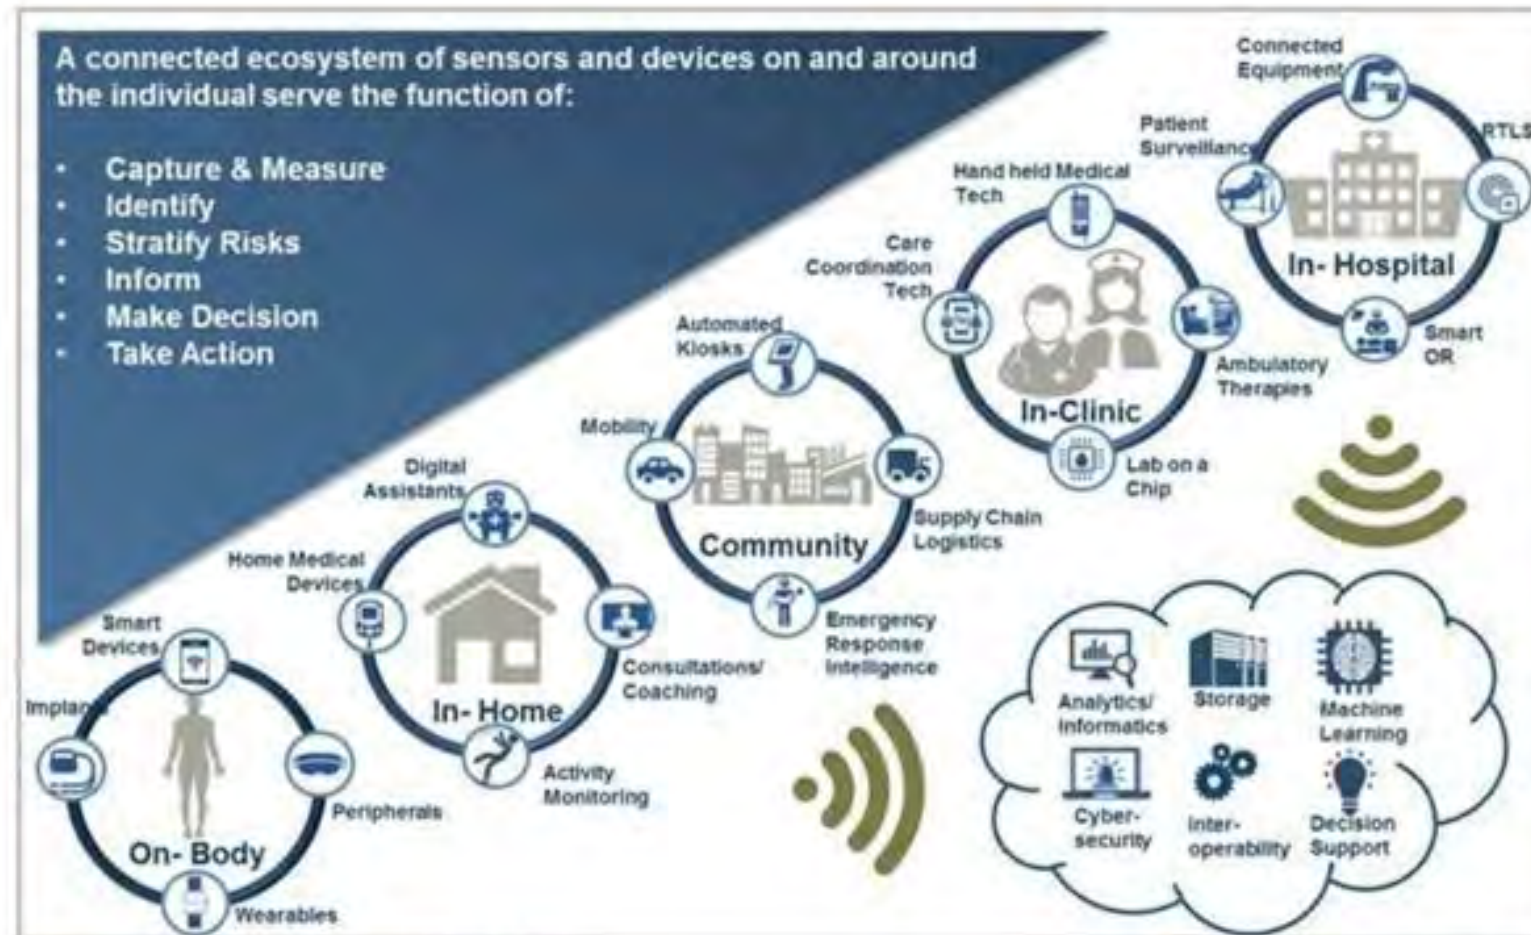 A connected ecosystem of sensors and devices on and around
the individual serve the function of:
• Capture & Measure
• Identify
• Stratify Risks
• Inform
• Make Decision
• Take Action
Connected
Equipment
Patient
Surveillance
RTLS
In- Hospital
Smart
OR
Hand held Medical
Tech
Care
Coordination
Tech
In-Clinic
Ambulatory
Therapies
Lab on a
Chip
Automated
Kiosks
Mobility
Community
Supply Chain
Logistics
Emergency
Response
Intelligence
Digital
Assistants
Home Medical
Devices
In- Home
Consultations/
Coaching
Activity
Monitoring
Smart
Devices
Implants
Peripherals
On- Body
Wearables
Analytics/
Informatics
Storage
Machine
Learning
Cyber-
security
Inter-
operability
Decision
Support